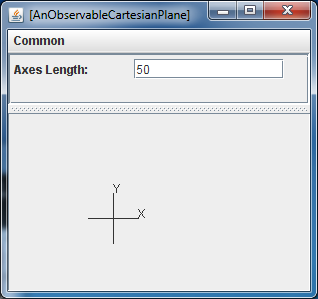 [AnObservableCartesianPlane]
Common
Axes Length: 50
Y
X